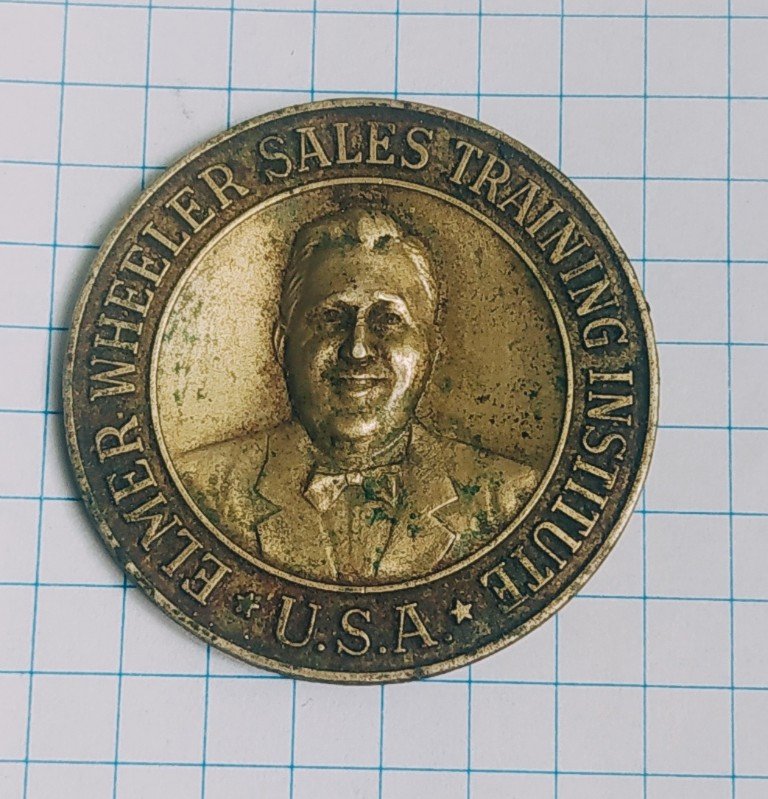 ELMER WHEELER SALES TRAINING INSTITUTE
★ U.S.A. ★